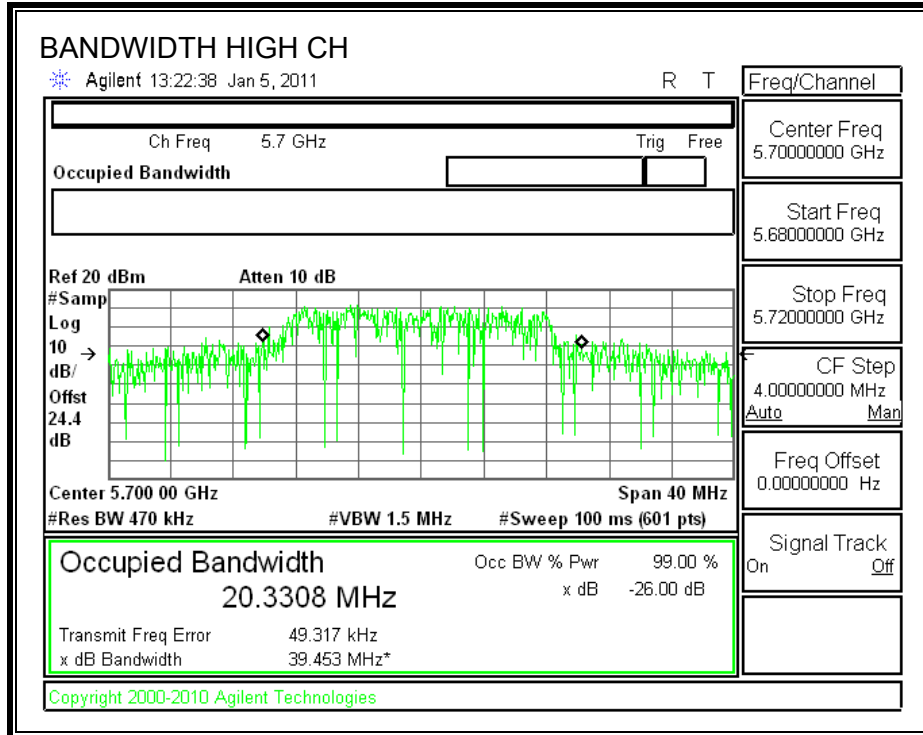 BANDWIDTH HIGH CH
Agilent 13:22:38 Jan 5, 2011 R T
Freq/Channel
Ch Freq 5.7 GHz Trig Free
Occupied Bandwidth
Center Freq
5.70000000 GHz
Start Freq
5.68000000 GHz
Stop Freq
5.72000000 GHz
CF Step
4.00000000 MHz
Auto Man
Freq Offset
0.00000000 Hz
Signal Track
On Off
Ref 20 dBm Atten 10 dB
#Samp
Log
10
dB/
Offst
24.4
dB
Center 5.700 00 GHz Span 40 MHz
#Res BW 470 kHz #VBW 1.5 MHz #Sweep 100 ms (601 pts)
Occupied Bandwidth
20.3308 MHz
Occ BW % Pwr 99.00 %
x dB -26.00 dB
Transmit Freq Error 49.317 kHz
x dB Bandwidth 39.453 MHz*
Copyright 2000-2010 Agilent Technologies